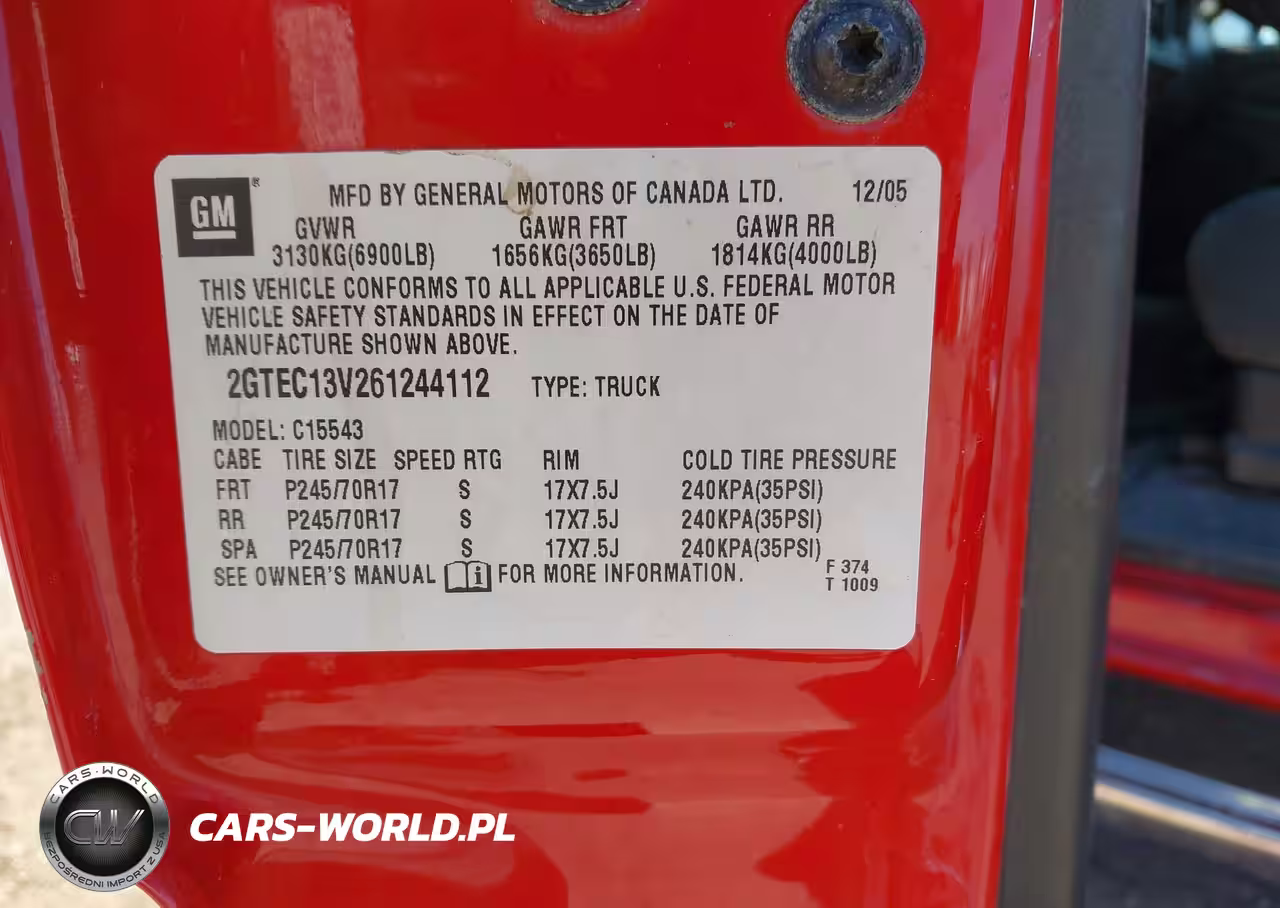 GM®
MFD BY GENERAL MOTORS OF CANADA LTD. 12/05
GVWR GAWR FRT GAWR RR
3130KG(6900LB) 1656KG(3650LB) 1814KG(4000LB)
THIS VEHICLE CONFORMS TO ALL APPLICABLE U.S. FEDERAL MOTOR
VEHICLE SAFETY STANDARDS IN EFFECT ON THE DATE OF
MANUFACTURE SHOWN ABOVE.
2GTEC13V261244112 TYPE: TRUCK
MODEL: C15543
CABE TIRE SIZE SPEED RTG RIM COLD TIRE PRESSURE
FRT P245/70R17 S 17X7.5J 240KPA(35PSI)
RR P245/70R17 S 17X7.5J 240KPA(35PSI)
SPA P245/70R17 S 17X7.5J 240KPA(35PSI)
SEE OWNER'S MANUAL i FOR MORE INFORMATION.
F 374
T 1009
CARS-WORLD
CW
BEZPOŚREDNI IMPORT Z USA
CARS-WORLD.PL